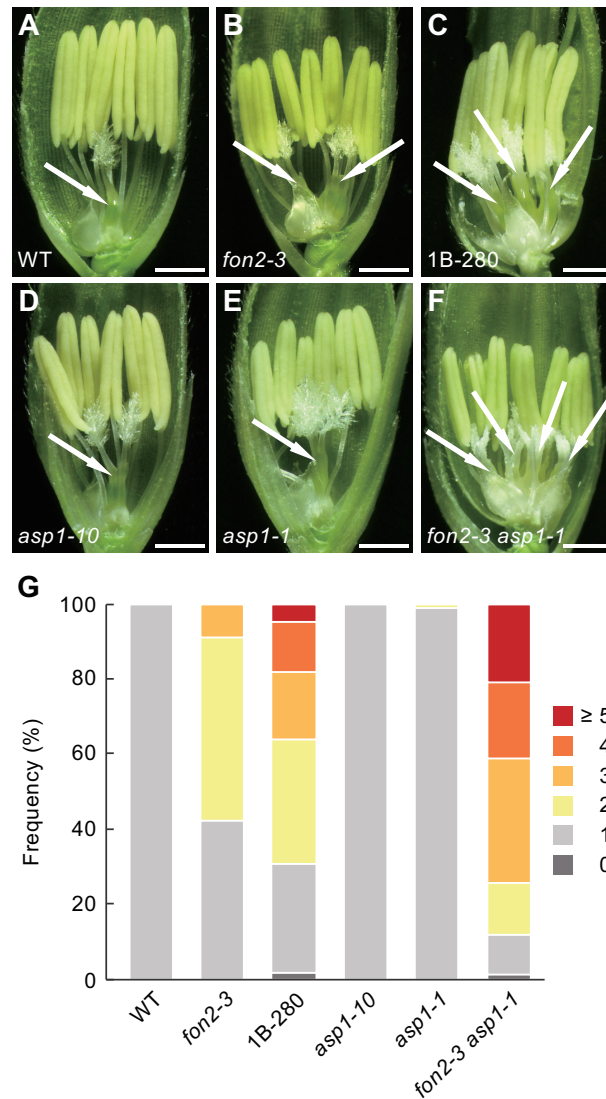 A
B
C
WT
fon2-3
1B-280
D
E
F
asp1-10
asp1-1
fon2-3 asp1-1
G
100
80
60
40
20
0
Frequency (%)
≥ 5
4
3
2
1
0
WT
fon2-3
1B-280
asp1-10
asp1-1
fon2-3 asp1-1